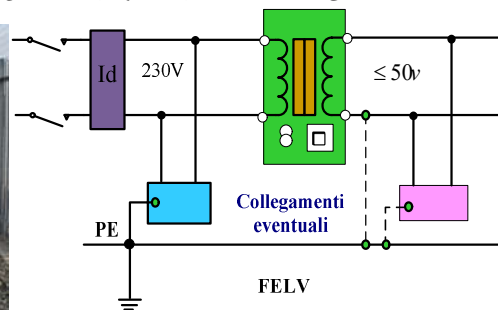 Id
230V
≤ 50v
Collegamenti
eventuali
PE
FELV